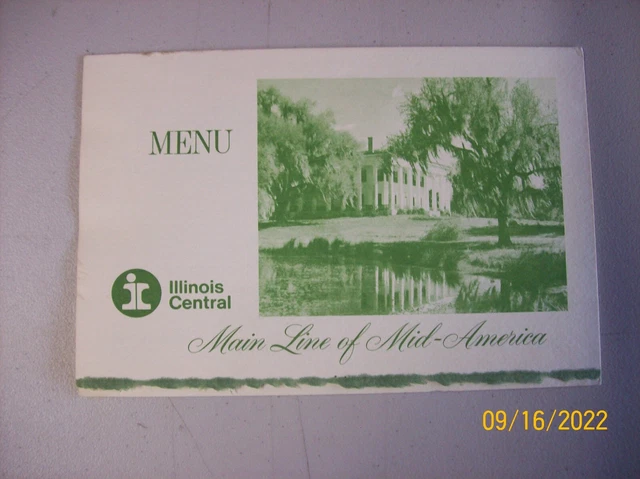 MENU
Illinois
Central
Main Line of Mid-America
09/16/2022